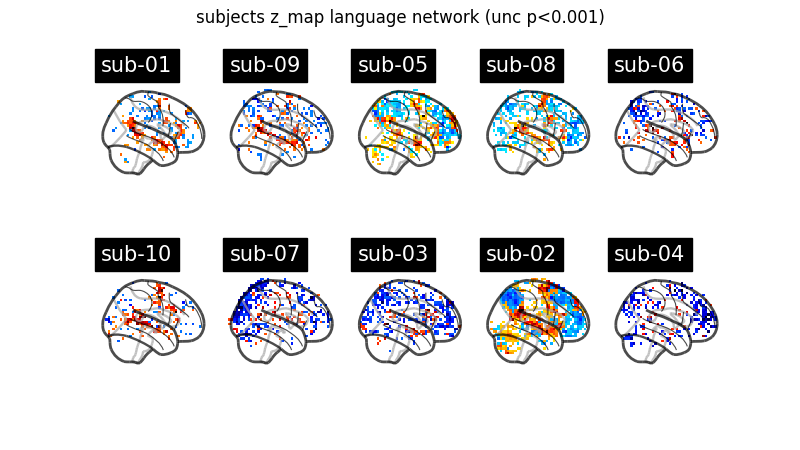 subjects z_map language network (unc p<0.001)
sub-01
sub-09
sub-05
sub-08
sub-06
sub-10
sub-07
sub-03
sub-02
sub-04